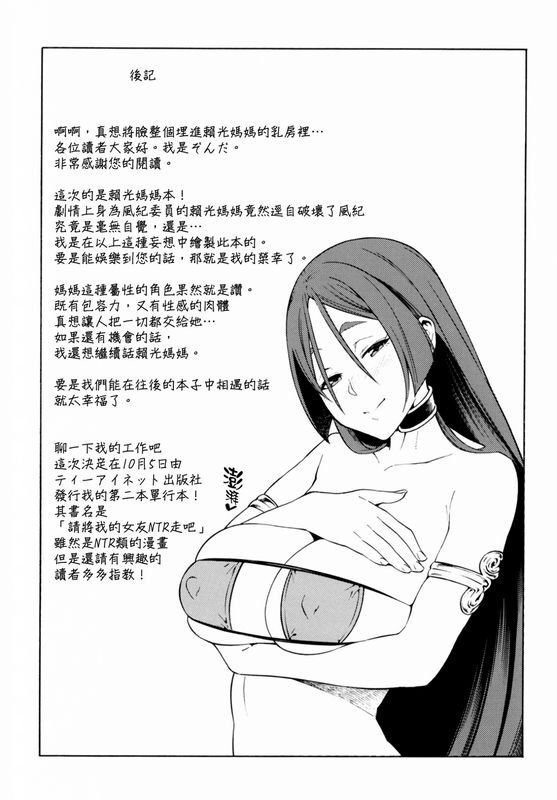 後記
啊啊，真想將臉整個埋進賴光媽媽的乳房裡…
各位讀者大家好。我是ぞんだ。
非常感謝您的閱讀。
這次的是賴光媽媽本！
劇情上身為風紀委員的賴光媽媽竟然逕自破壞了風紀
究竟是毫無自覺，還是…
我是在以上這種妄想中繪製此本的。
要是能娛樂到您的話，那就是我的榮幸了。
媽媽這種屬性的角色果然就是讚。
既有包容力，又有性感的肉體
真想讓人把一切都交給她…
如果還有機會的話，
我還想繼續話賴光媽媽。
要是我們能在往後的本子中相遇的話
就太幸福了。
聊一下我的工作吧
這次決定在10月5日由
ティーアイネット出版社
發行我的第二本單行本！
其書名是
「請將我的女友NTR走吧」
雖然是NTR類的漫畫
但是還請有興趣的
讀者多多指教！
澎湃